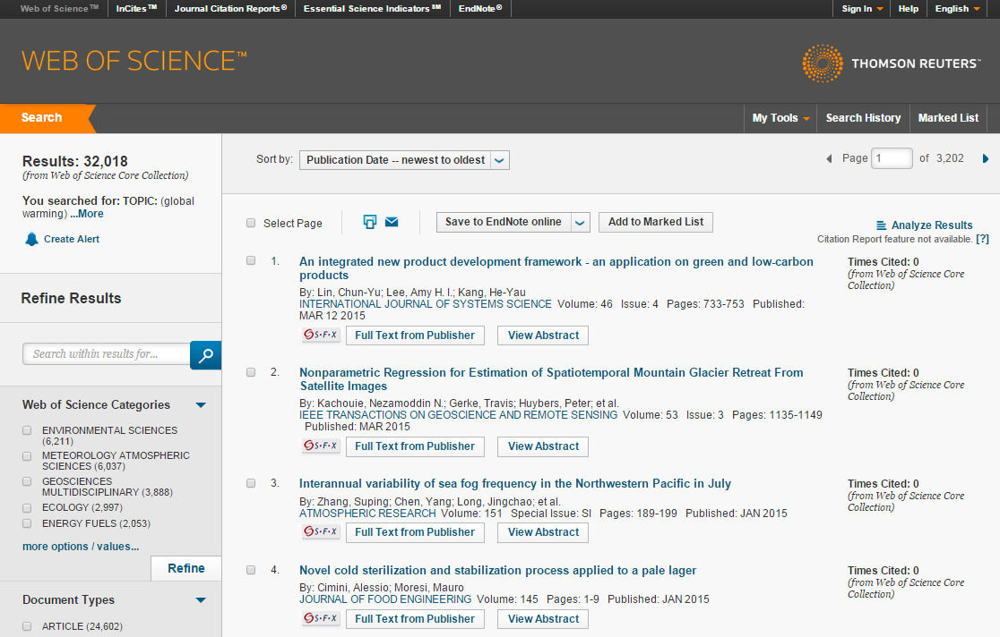 Web of Science™ InCites™ Journal Citation Reports® Essential Science Indicators℠ EndNote® Sign In Help English
WEB OF SCIENCE™
THOMSON REUTERS™
Search My Tools Search History Marked List
Results: 32,018
(from Web of Science Core Collection)
You searched for: TOPIC: (global
warming) ...More
Create Alert
Refine Results
Search within results for...
Web of Science Categories
ENVIRONMENTAL SCIENCES
(6,211)
METEOROLOGY ATMOSPHERIC
SCIENCES (6,037)
GEOSCIENCES
MULTIDISCIPLINARY (3,888)
ECOLOGY (2,997)
ENERGY FUELS (2,053)
more options / values...
Refine
Document Types
ARTICLE (24,602)
Sort by: Publication Date -- newest to oldest Page 1 of 3,202
Select Page Save to EndNote online Add to Marked List
Analyze Results
Citation Report feature not available. [?]
1. An integrated new product development framework - an application on green and low-carbon
products
By: Lin, Chun-Yu; Lee, Amy H. I.; Kang, He-Yau
INTERNATIONAL JOURNAL OF SYSTEMS SCIENCE Volume: 46 Issue: 4 Pages: 733-753 Published:
MAR 12 2015
S·F·X Full Text from Publisher View Abstract
Times Cited: 0
(from Web of Science Core
Collection)
2. Nonparametric Regression for Estimation of Spatiotemporal Mountain Glacier Retreat From
Satellite Images
By: Kachouie, Nezamoddin N.; Gerke, Travis; Huybers, Peter; et al.
IEEE TRANSACTIONS ON GEOSCIENCE AND REMOTE SENSING Volume: 53 Issue: 3 Pages: 1135-1149
Published: MAR 2015
S·F·X Full Text from Publisher View Abstract
Times Cited: 0
(from Web of Science Core
Collection)
3. Interannual variability of sea fog frequency in the Northwestern Pacific in July
By: Zhang, Suping; Chen, Yang; Long, Jingchao; et al.
ATMOSPHERIC RESEARCH Volume: 151 Special Issue: SI Pages: 189-199 Published: JAN 2015
S·F·X Full Text from Publisher View Abstract
Times Cited: 0
(from Web of Science Core
Collection)
4. Novel cold sterilization and stabilization process applied to a pale lager
By: Cimini, Alessio; Moresi, Mauro
JOURNAL OF FOOD ENGINEERING Volume: 145 Pages: 1-9 Published: JAN 2015
S·F·X Full Text from Publisher View Abstract
Times Cited: 0
(from Web of Science Core
Collection)